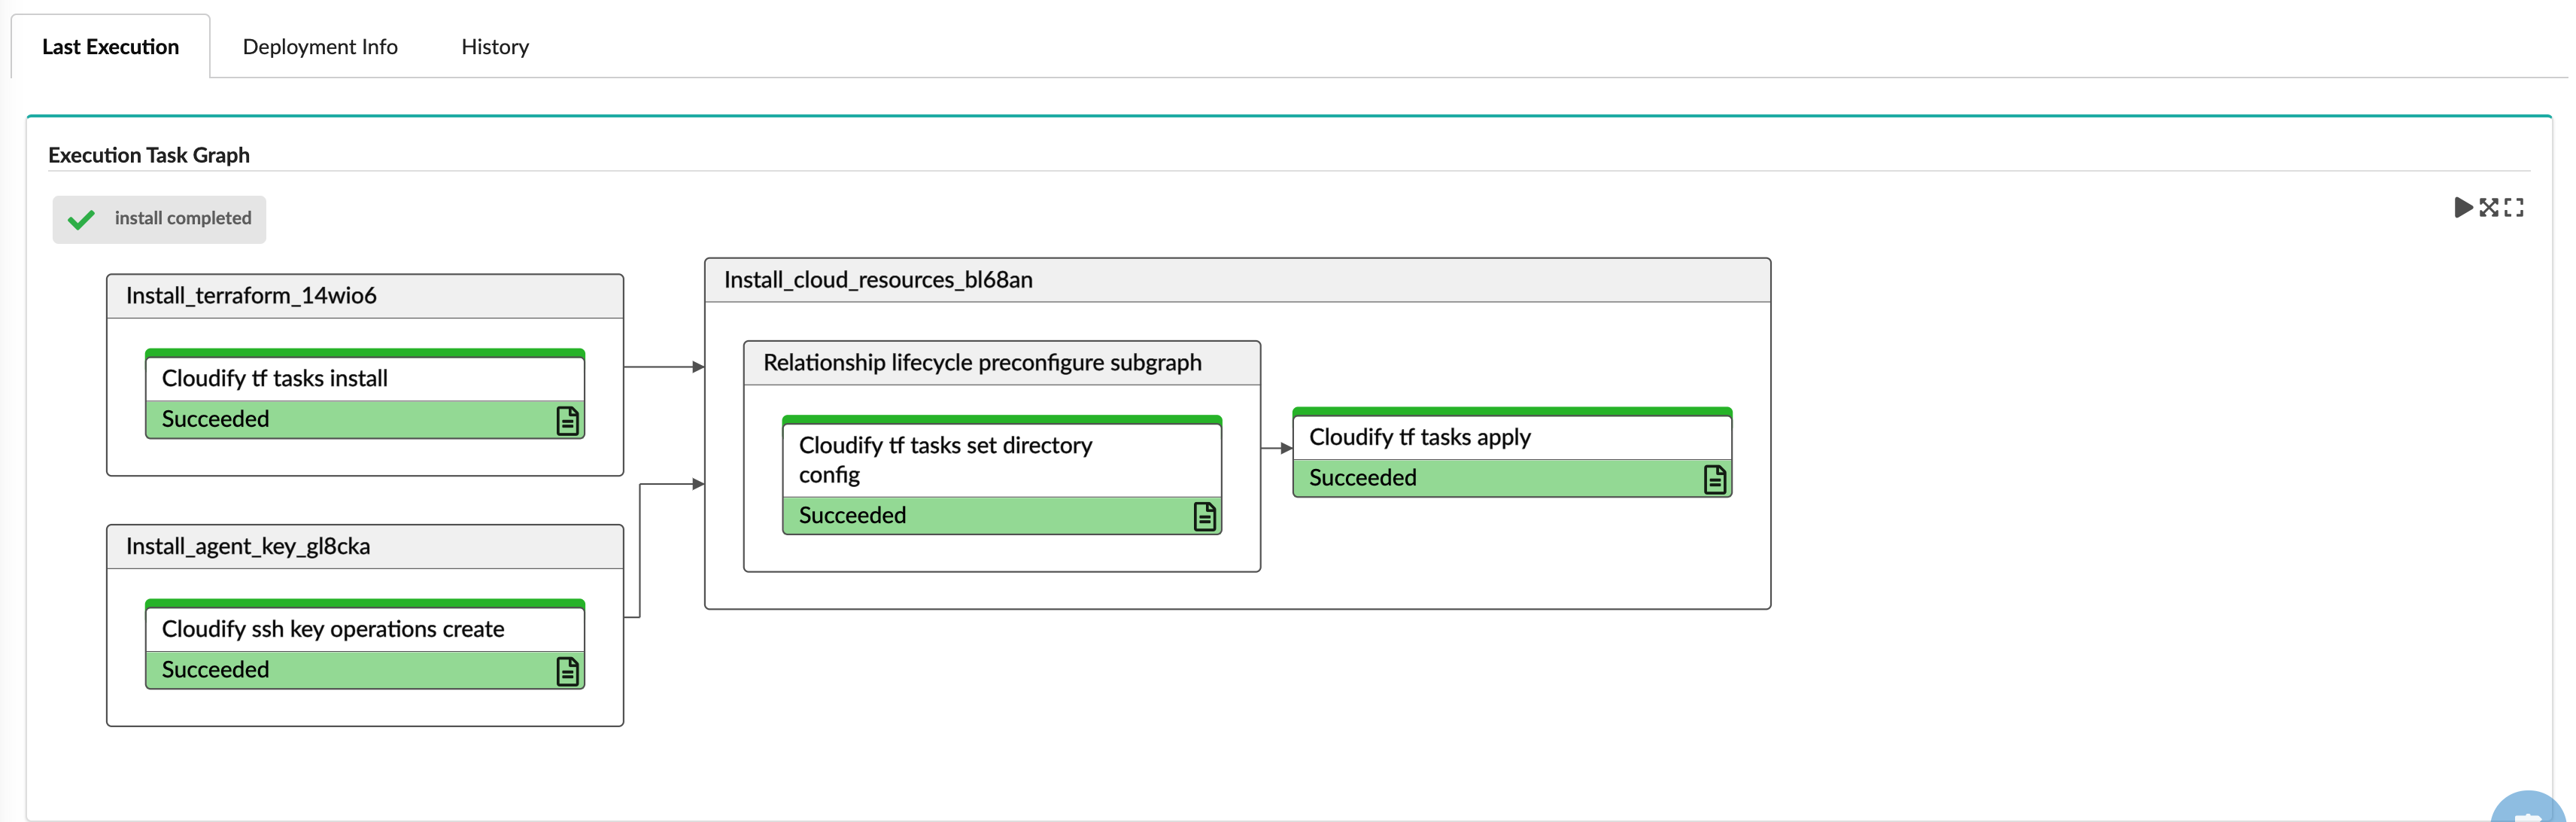 Last Execution
Deployment Info
History
Execution Task Graph
install completed
Install_terraform_14wio6
Cloudify tf tasks install
Succeeded
Install_agent_key_gl8cka
Cloudify ssh key operations create
Succeeded
Install_cloud_resources_bl68an
Relationship lifecycle preconfigure subgraph
Cloudify tf tasks set directory
config
Succeeded
Cloudify tf tasks apply
Succeeded